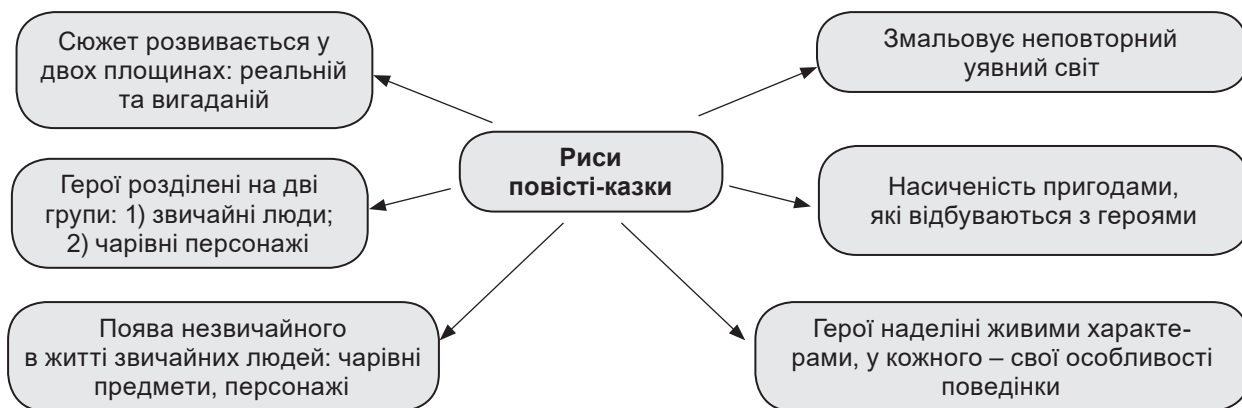 Сюжет розвивається у
двох площинах: реальній
та вигаданій
Змальовує неповторний
уявний світ
Риси
повісті-казки
Герої розділені на дві
групи: 1) звичайні люди;
2) чарівні персонажі
Насиченість пригодами,
які відбуваються з героями
Поява незвичайного
в житті звичайних людей: чарівні
предмети, персонажі
Герої наделіні живими характе-
рами, у кожного – свої особливості
поведінки